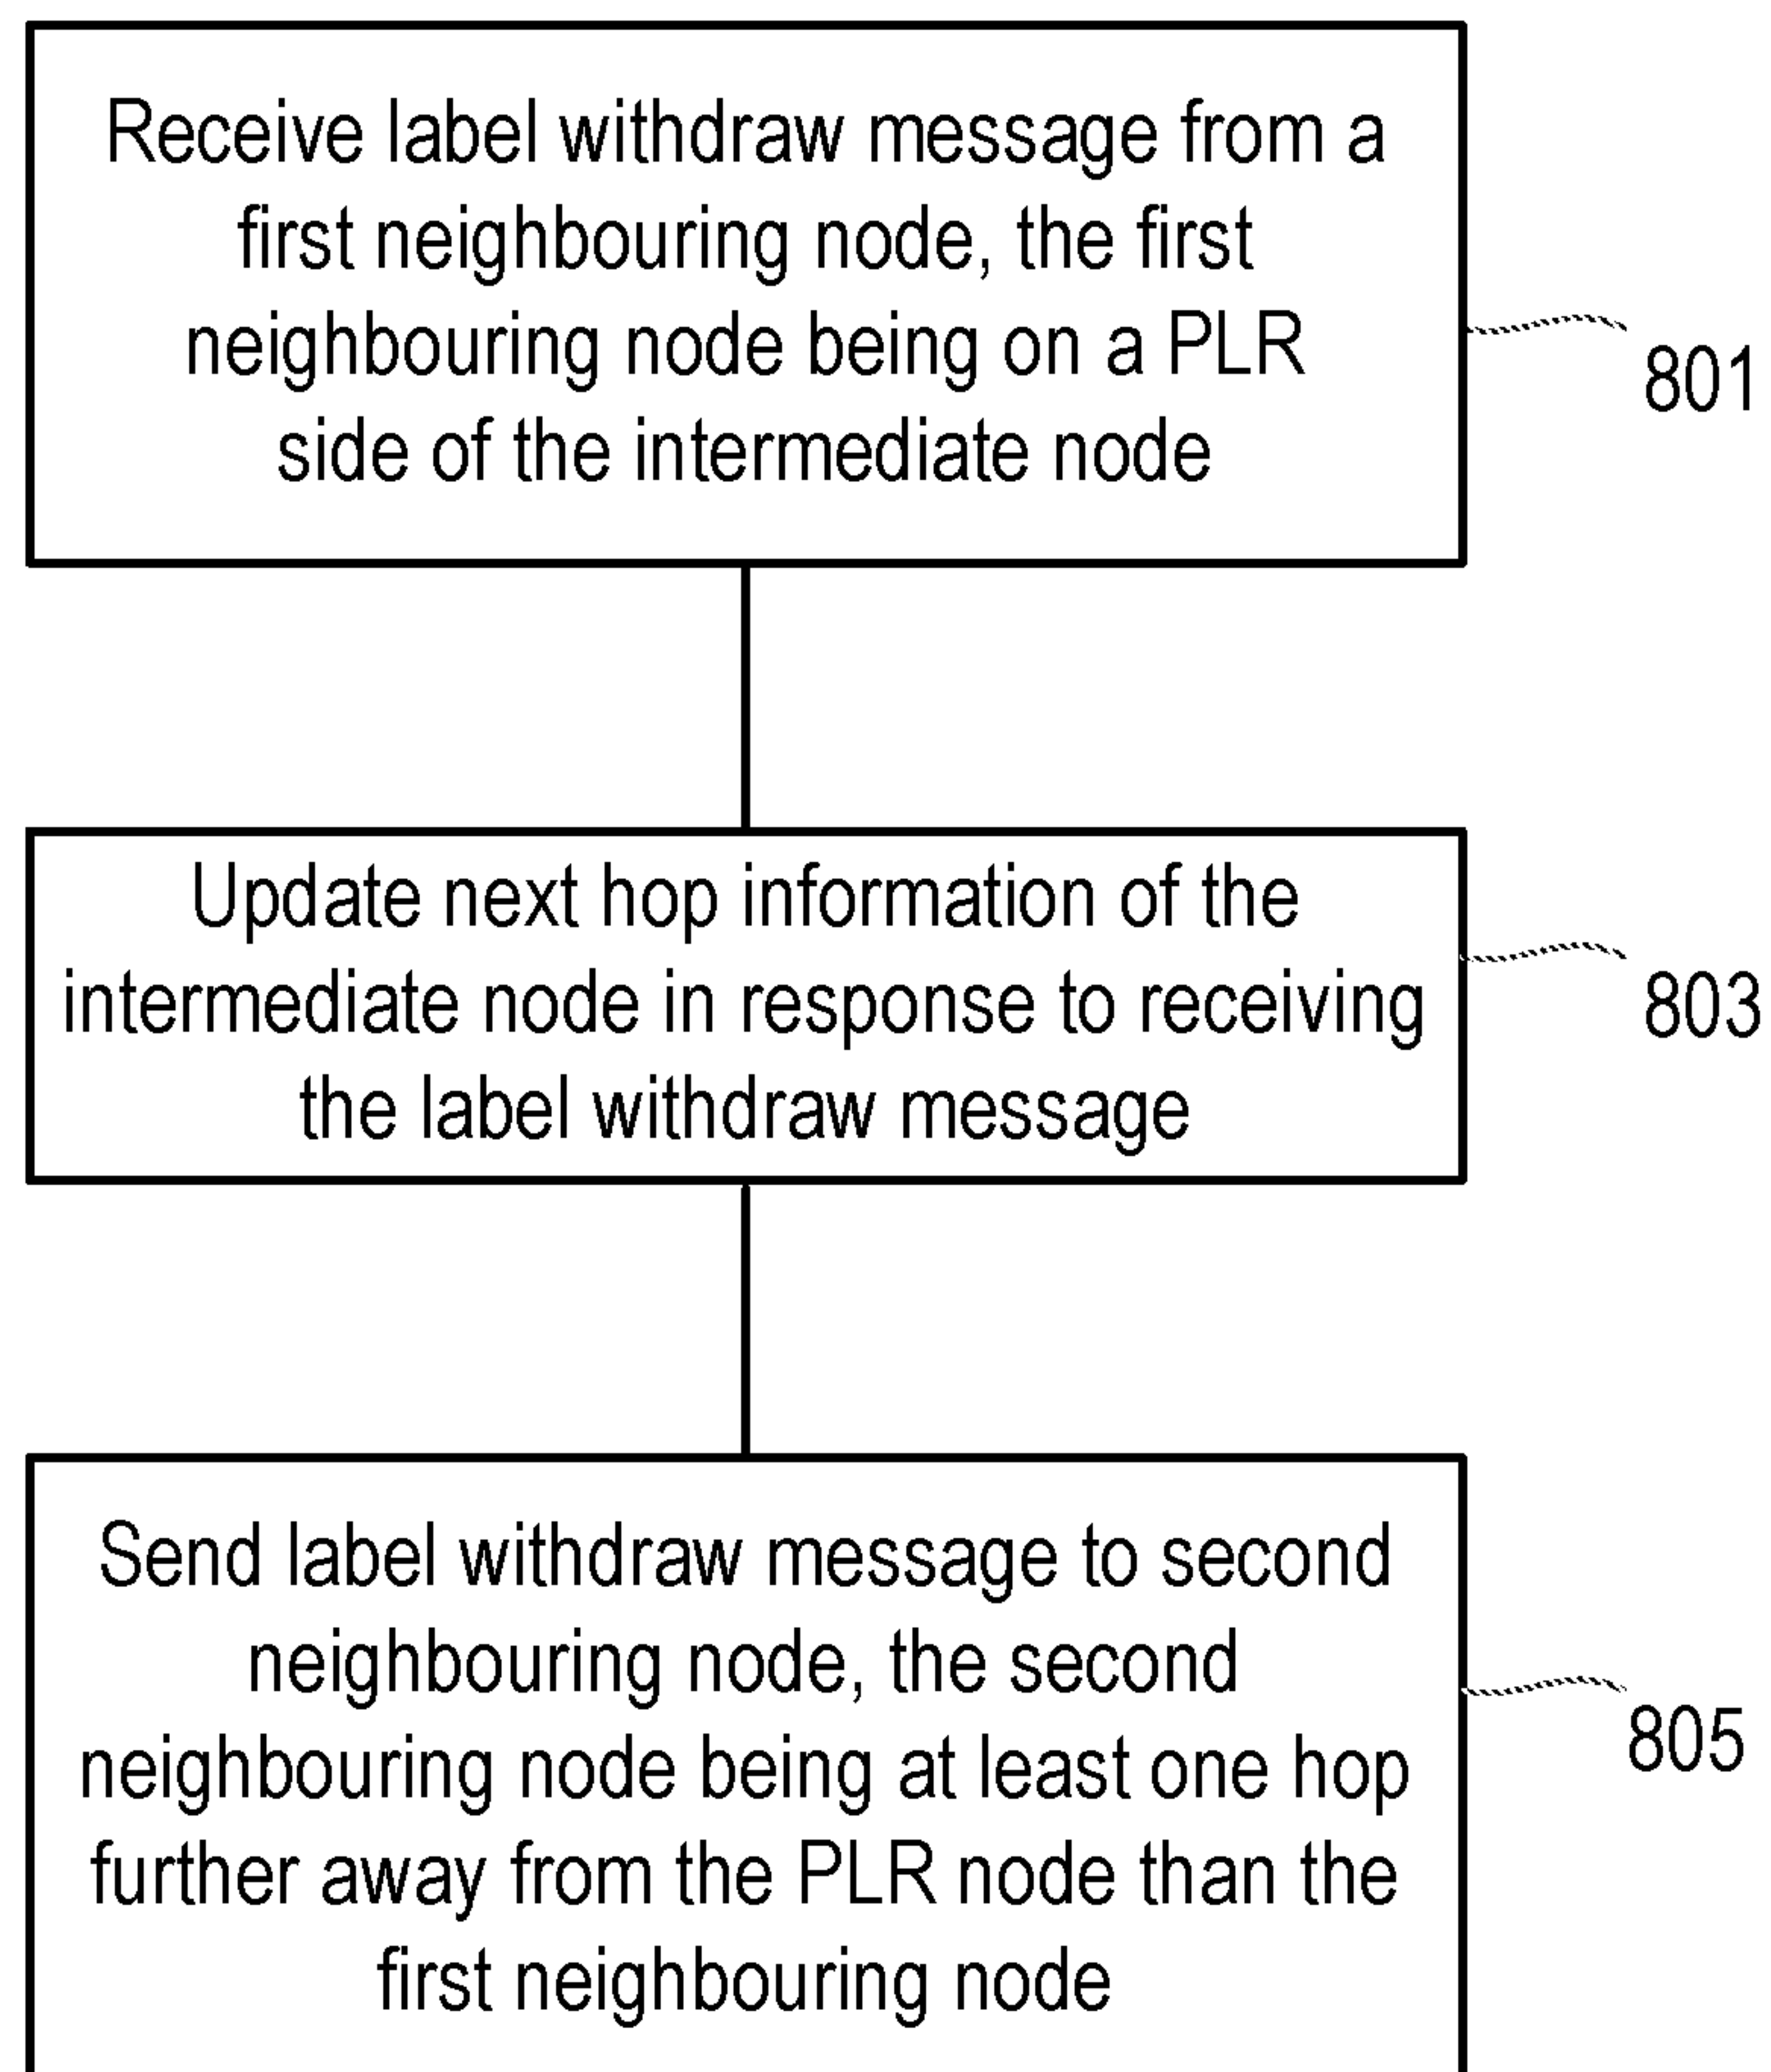 Receive label withdraw message from a
first neighbouring node, the first
neighbouring node being on a PLR
side of the intermediate node
801
Update next hop information of the
intermediate node in response to receiving
the label withdraw message
803
Send label withdraw message to second
neighbouring node, the second
neighbouring node being at least one hop
further away from the PLR node than the
first neighbouring node
805